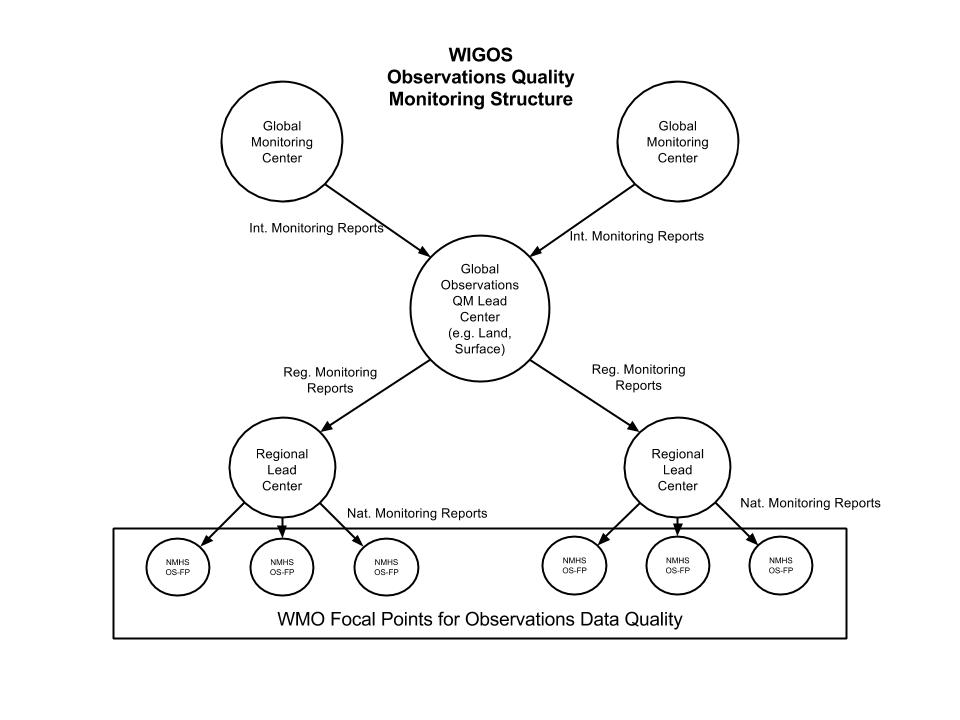 WIGOS
Observations Quality
Monitoring Structure
Global
Monitoring
Center
Global
Monitoring
Center
Int. Monitoring Reports
Int. Monitoring Reports
Global
Observations
QM Lead
Center
(e.g. Land,
Surface)
Reg. Monitoring
Reports
Reg. Monitoring
Reports
Regional
Lead
Center
Regional
Lead
Center
Nat. Monitoring Reports
Nat. Monitoring Reports
NMHS
OS-FP
NMHS
OS-FP
NMHS
OS-FP
NMHS
OS-FP
NMHS
OS-FP
NMHS
OS-FP
WMO Focal Points for Observations Data Quality